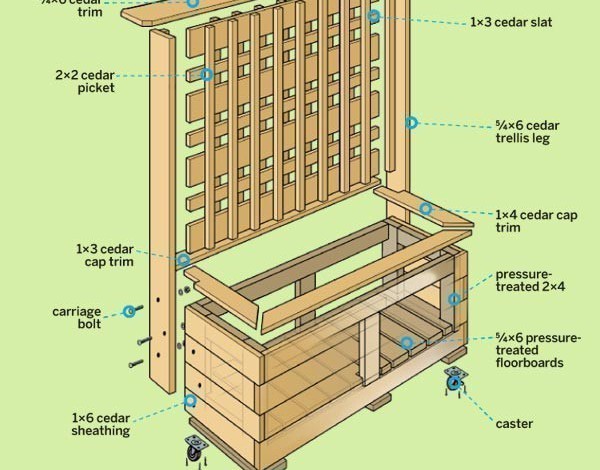 cedar
trim
1×3 cedar slat
2×2 cedar
picket
⁵⁄₄×6 cedar
trellis leg
1×4 cedar cap
trim
1×3 cedar
cap trim
pressure-
treated 2×4
carriage
bolt
⁵⁄₄×6 pressure-
treated
floorboards
1×6 cedar
sheathing
caster